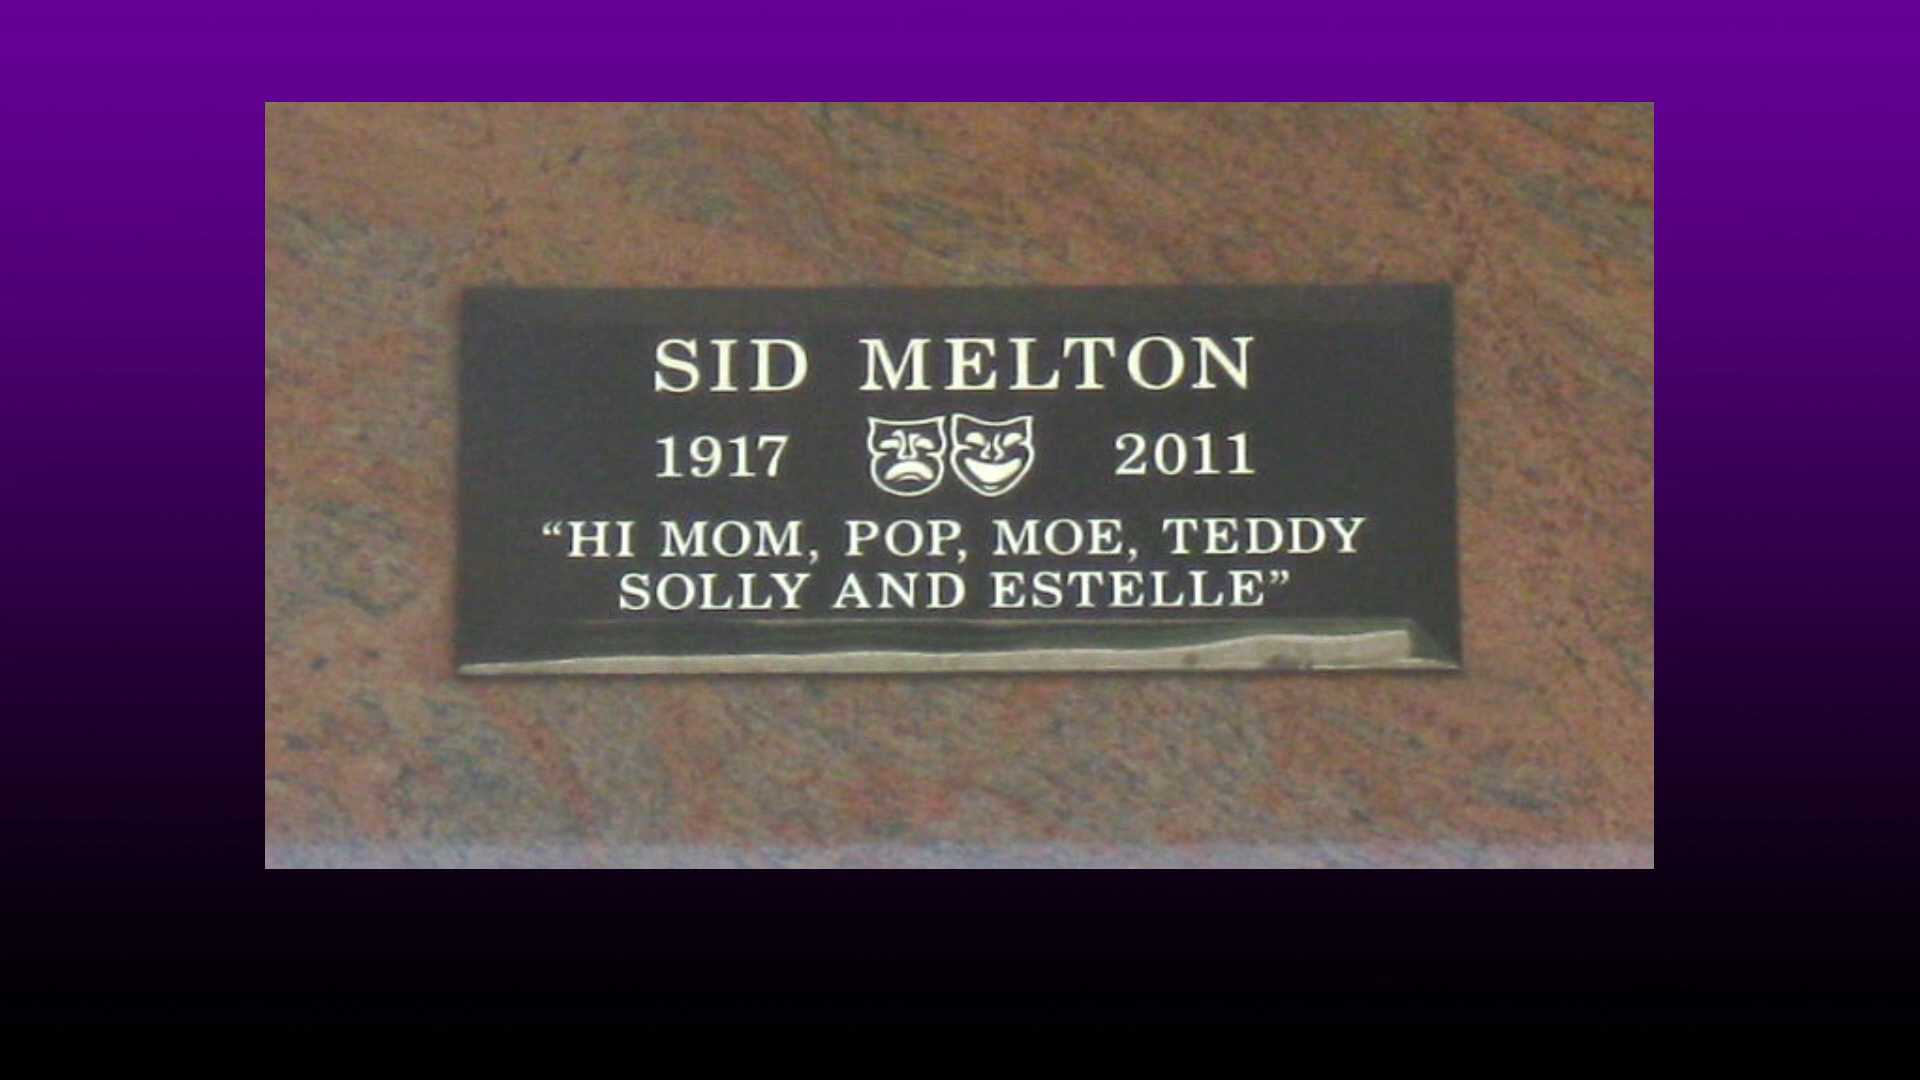 SID MELTON
1917 2011
“HI MOM, POP, MOE, TEDDY
SOLLY AND ESTELLE”